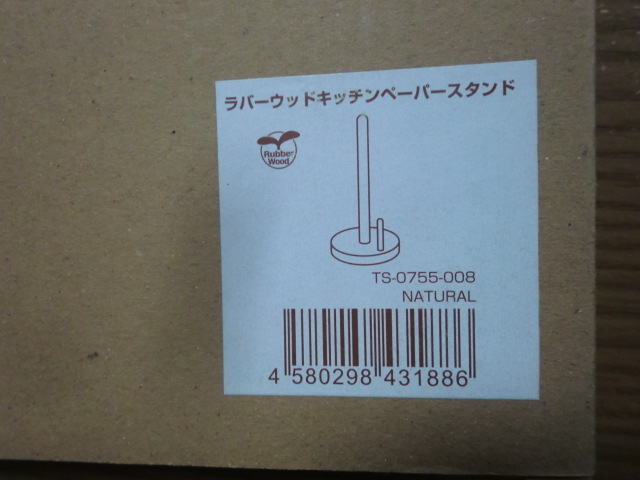 ラバーウッドキッチンペーパースタンド
Rubber
Wood
TS-0755-008
NATURAL
4 580298 431886